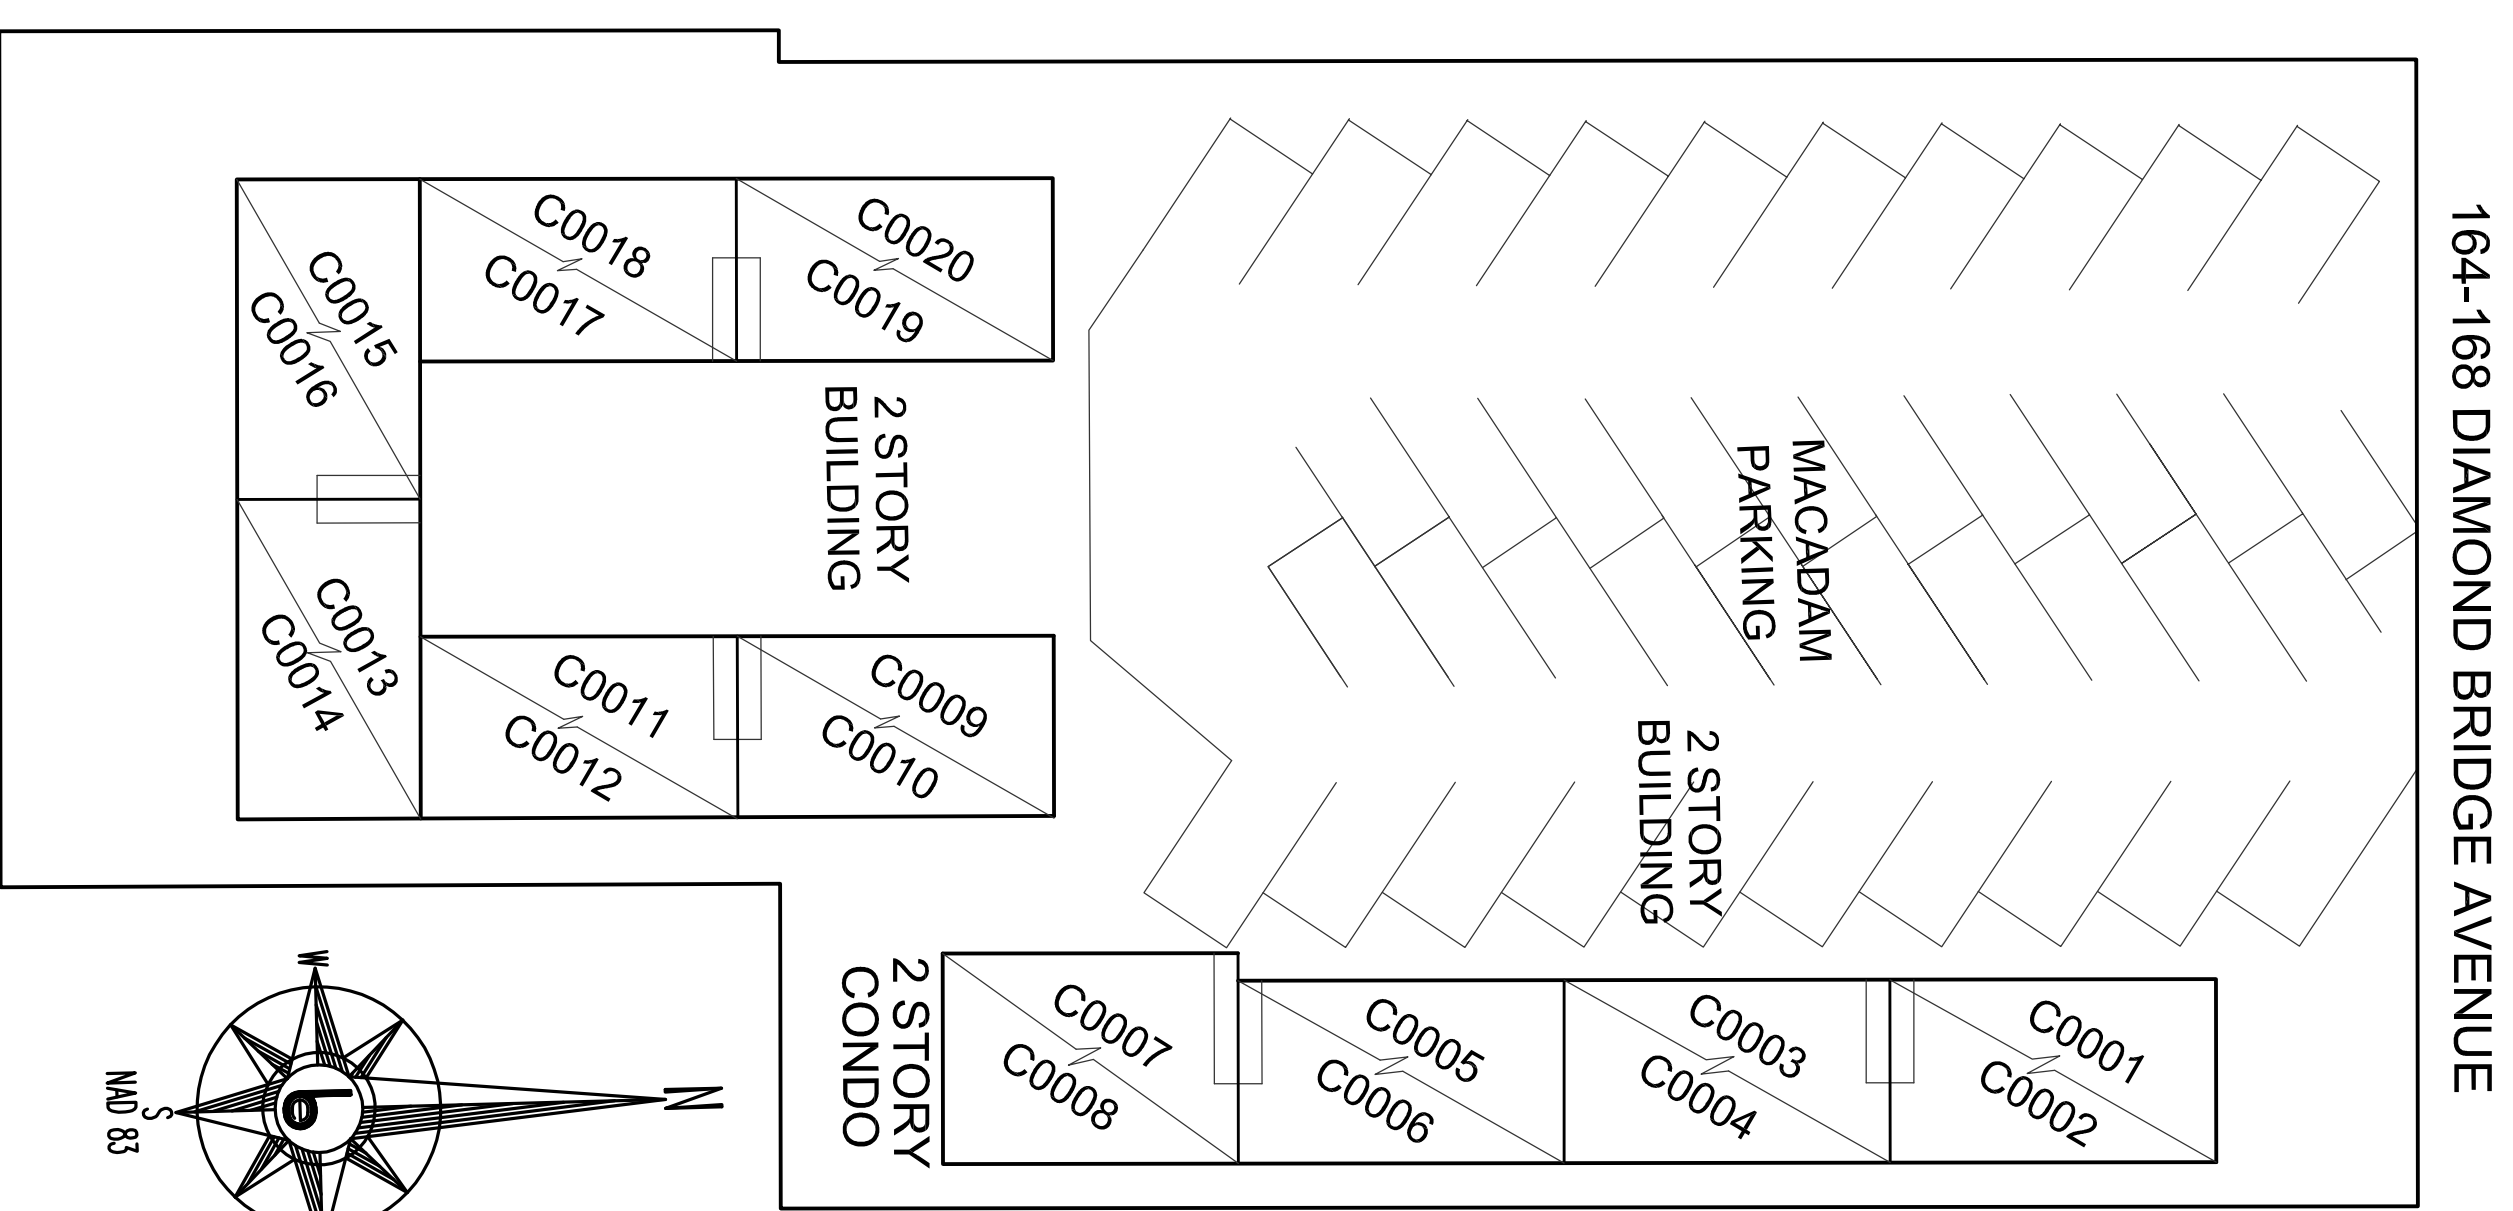 164-168 DIAMOND BRIDGE AVENUE
C0018
C0017
C0020
C0019
C0015
C0016
2 STORY
BUILDING
MACADAM
PARKING
C0013
C0014
C0011
C0012
C0009
C0010
2 STORY
BUILDING
2 STORY
CONDO
C0007
C0008
C0005
C0006
C0003
C0004
C0001
C0002
W
N
S
NAD 83